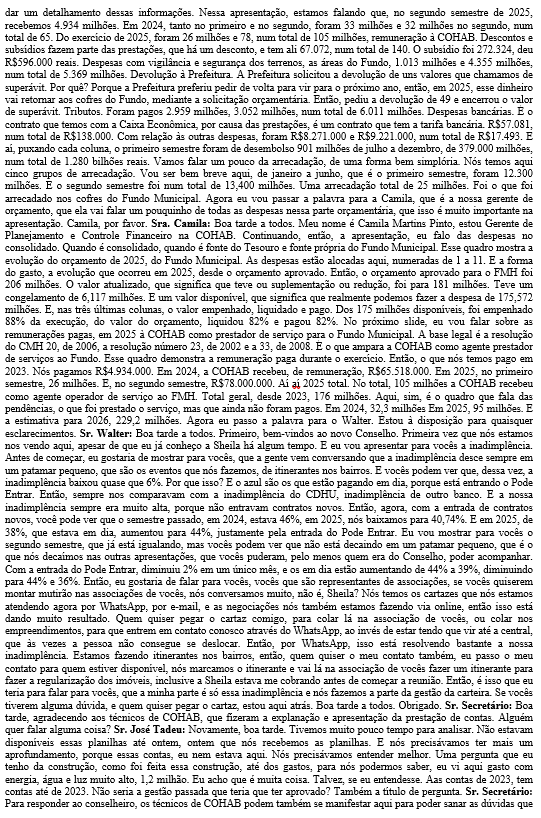 dar um detalhamento dessas informações. Nessa apresentação, estamos falando que, no segundo semestre de 2025,
recebemos 4.934 milhões. Em 2024, tanto no primeiro e no segundo, foram 33 milhões e 32 milhões no segundo, num
total de 65. Do exercício de 2025, foram 26 milhões e 78, num total de 105 milhões, remuneração à COHAB. Descontos e
subsídios fazem parte das prestações, que há um desconto, e tem ali 67.072, num total de 140. O subsídio foi 272.324, deu
R$596.000 reais. Despesas com vigilância e segurança dos terrenos, as áreas do Fundo, 1.013 milhões e 4.355 milhões,
num total de 5.369 milhões. Devolução à Prefeitura. A Prefeitura solicitou a devolução de uns valores que chamamos de
superávit. Por quê? Porque a Prefeitura preferiu pedir de volta para vir para o próximo ano, então, em 2025, esse dinheiro
vai retornar aos cofres do Fundo, mediante a solicitação orçamentária. Então, pediu a devolução de 49 e encerrou o valor
de superávit. Tributos. Foram pagos 2.959 milhões, 3.052 milhões, num total de 6.011 milhões. Despesas bancárias. E o
contrato que temos com a Caixa Econômica, por causa das prestações, é um contrato que tem a tarifa bancária. R$57.081,
num total de R$138.000. Com relação às outras despesas, foram R$8.271.000 e R$9.221.000, num total de R$17.493. E
aí, puxando cada coluna, o primeiro semestre foram de desembolso 901 milhões de julho a dezembro, de 379.000 milhões,
num total de 1.280 bilhões reais. Vamos falar um pouco da arrecadação, de uma forma bem simplória. Nós temos aqui
cinco grupos de arrecadação. Vou ser bem breve aqui, de janeiro a junho, que é o primeiro semestre, foram 12.300
milhões. E o segundo semestre foi num total de 13,400 milhões. Uma arrecadação total de 25 milhões. Foi o que foi
arrecadado nos cofres do Fundo Municipal. Agora eu vou passar a palavra para a Camila, que é a nossa gerente de
orçamento, que ela vai falar um pouquinho de todas as despesas nessa parte orçamentária, que isso é muito importante na
apresentação. Camila, por favor. Sra. Camila: Boa tarde a todos. Meu nome é Camila Martins Pinto, estou Gerente de
Planejamento e Controle Financeiro na COHAB. Continuando, então, a apresentação, eu falo das despesas no
consolidado. Quando é consolidado, quando é fonte do Tesouro e fonte própria do Fundo Municipal. Esse quadro mostra a
evolução do orçamento de 2025, do Fundo Municipal. As despesas estão alocadas aqui, numeradas de 1 a 11. E a forma
do gasto, a evolução que ocorreu em 2025, desde o orçamento aprovado. Então, o orçamento aprovado para o FMH foi
206 milhões. O valor atualizado, que significa que teve ou suplementação ou redução, foi para 181 milhões. Teve um
congelamento de 6,117 milhões. E um valor disponível, que significa que realmente podemos fazer a despesa de 175,572
milhões. E, nas três últimas colunas, o valor empenhado, liquidado e pago. Dos 175 milhões disponíveis, foi empenhado
88% da execução, do valor do orçamento, liquidou 82% e pagou 82%. No próximo slide, eu vou falar sobre as
remunerações pagas, em 2025 à COHAB como prestador de serviço para o Fundo Municipal. A base legal é a resolução
do CMH 20, de 2006, a resolução número 23, de 2002 e a 33, de 2008. E o que ampara a COHAB como agente prestador
de serviços ao Fundo. Esse quadro demonstra a remuneração paga durante o exercício. Então, o que nós temos pago em
2023. Nós pagamos R$4.934.000. Em 2024, a COHAB recebeu, de remuneração, R$65.518.000. Em 2025, no primeiro
semestre, 26 milhões. E, no segundo semestre, R$78.000.000. Aí aí 2025 total. No total, 105 milhões a COHAB recebeu
como agente operador de serviço ao FMH. Total geral, desde 2023, 176 milhões. Aqui, sim, é o quadro que fala das
pendências, o que foi prestado o serviço, mas que ainda não foram pagos. Em 2024, 32,3 milhões Em 2025, 95 milhões. E
a estimativa para 2026, 229,2 milhões. Agora eu passo a palavra para o Walter. Estou à disposição para quaisquer
esclarecimentos. Sr. Walter: Boa tarde a todos. Primeiro, bem-vindos ao novo Conselho. Primeira vez que nós estamos
nos vendo aqui, apesar de que eu já conheço a Sheila há algum tempo. E eu vou apresentar para vocês a inadimplência.
Antes de começar, eu gostaria de mostrar para vocês, que a gente vem conversando que a inadimplência desce sempre em
um patamar pequeno, que são os eventos que nós fazemos, de itinerantes nos bairros. E vocês podem ver que, dessa vez, a
inadimplência baixou quase que 6%. Por que isso? E o azul são os que estão pagando em dia, porque está entrando o Pode
Entrar. Então, sempre nos comparavam com a inadimplência do CDHU, inadimplência de outro banco. E a nossa
inadimplência sempre era muito alta, porque não entravam contratos novos. Então, agora, com a entrada de contratos
novos, você pode ver que o semestre passado, em 2024, estava 46%, em 2025, nós baixamos para 40,74%. E em 2025, de
38%, que estava em dia, aumentou para 44%, justamente pela entrada do Pode Entrar. Eu vou mostrar para vocês o
segundo semestre, que já está igualando, mas vocês podem ver que não está decaindo em um patamar pequeno, que é o
que nós decaímos nas outras apresentações, que vocês puderam, pelo menos quem era do Conselho, poder acompanhar.
Com a entrada do Pode Entrar, diminuiu 2% em um único mês, e os em dia estão aumentando de 44% a 39%, diminuindo
para 44% e 36%. Então, eu gostaria de falar para vocês, vocês que são representantes de associações, se vocês quiserem
montar mutirão nas associações de vocês, nós conversamos muito, não é, Sheila? Nós temos os cartazes que nós estamos
atendendo agora por WhatsApp, por e-mail, e as negociações nós também estamos fazendo via online, então isso está
dando muito resultado. Quem quiser pegar o cartaz comigo, para colar lá na associação de vocês, ou colar nos
empreendimentos, para que entrem em contato conosco através do WhatsApp, ao invés de estar tendo que vir até a central,
que às vezes a pessoa não consegue se deslocar. Então, por WhatsApp, isso está resolvendo bastante a nossa
inadimplência. Estamos fazendo itinerantes nos bairros, então, quem quiser o meu contato também, eu passo o meu
contato para quem estiver disponível, nós marcamos o itinerante e vai lá na associação de vocês fazer um itinerante para
fazer a regularização dos imóveis, inclusive a Sheila estava me cobrando antes de começar a reunião. Então, é isso que eu
teria para falar para vocês, que a minha parte é só essa inadimplência e nós fazemos a parte da gestão da carteira. Se você
tiverem alguma dúvida, e quem quiser pegar o cartaz, estou aqui atrás. Boa tarde a todos. Obrigado. Sr. Secretário: Boa
tarde, agradecendo aos técnicos de COHAB, que fizeram a explanação e apresentação da prestação de contas. Alguém
quer falar alguma coisa? Sr. José Tadeu: Novamente, boa tarde. Tivemos muito pouco tempo para analisar. Não estavam
disponíveis essas planilhas até ontem, ontem que nós recebemos as planilhas. E nós precisávamos ter mais um
aprofundamento, porque essas contas, eu nem estava aqui. Nós precisávamos entender melhor. Uma pergunta que eu
tenho da construção, como foi feita essa construção, até dos gastos, para nós podermos saber, eu vi aqui gasto com
energia, água e luz muito alto, 1,2 milhão. Eu acho que é muita coisa. Talvez, se eu entendesse. Aas contas de 2023, tem
contas até de 2023. Não seria a gestão passada que teria que ter aprovado? Também a título de pergunta. Sr. Secretário:
Para responder ao conselheiro, os técnicos de COHAB podem também se manifestar aqui para poder sanar as dúvidas que